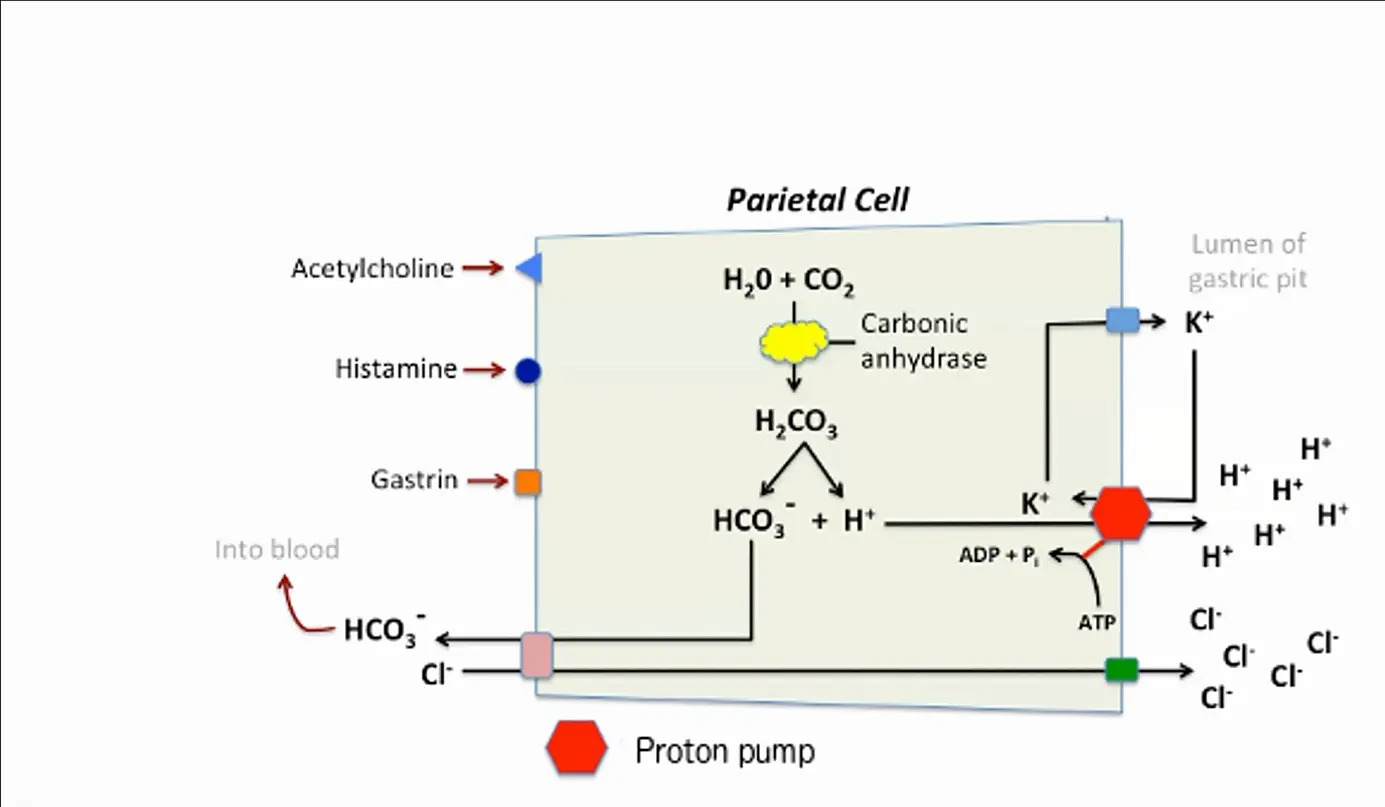 Parietal Cell
Acetylcholine
Histamine
Gastrin
Into blood
HCO₃⁻
Cl⁻
H₂0 + CO₂
Carbonic
anhydrase
H₂CO₃
HCO₃⁻ + H⁺
K⁺
ADP + Pᵢ
ATP
Lumen of
gastric pit
K⁺
H⁺
H⁺
H⁺
H⁺
H⁺
H⁺
Cl⁻
Cl⁻
Cl⁻
Cl⁻
Cl⁻
Proton pump